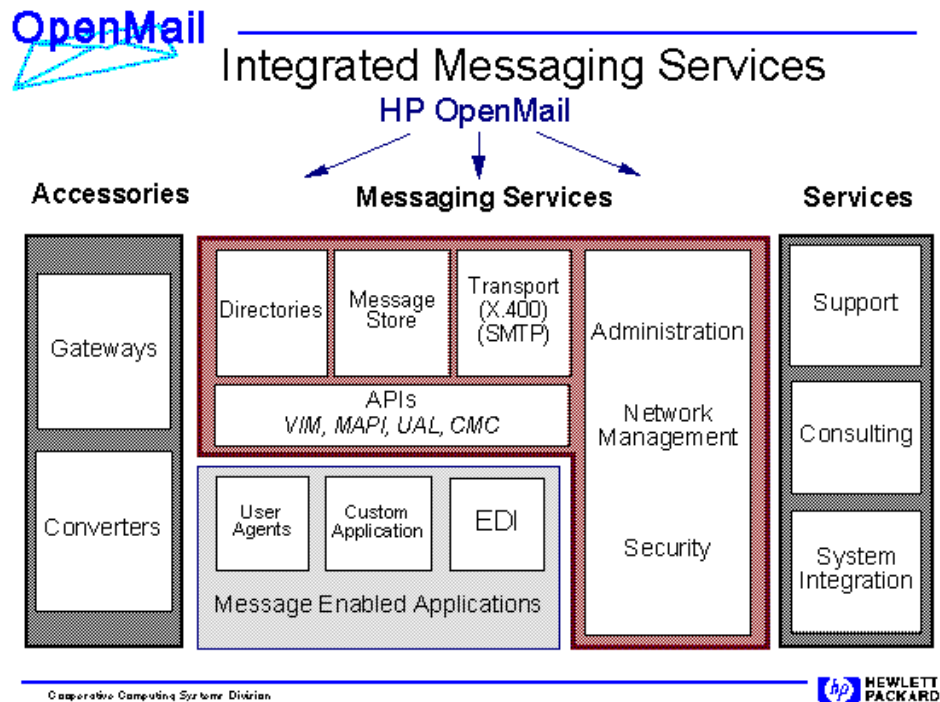 OpenMail
Integrated Messaging Services
HP OpenMail
Accessories
Messaging Services
Services
Gateways
Converters
Directories
Message
Store
Transport
(X.400)
(SMTP)
APIs
VIM, MAPI, UAL, CMC
Administration
Network
Management
Security
User
Agents
Custom
Application
EDI
Message Enabled Applications
Support
Consulting
System
Integration
Cooperative Computing Systems Division
hp HEWLETT
PACKARD